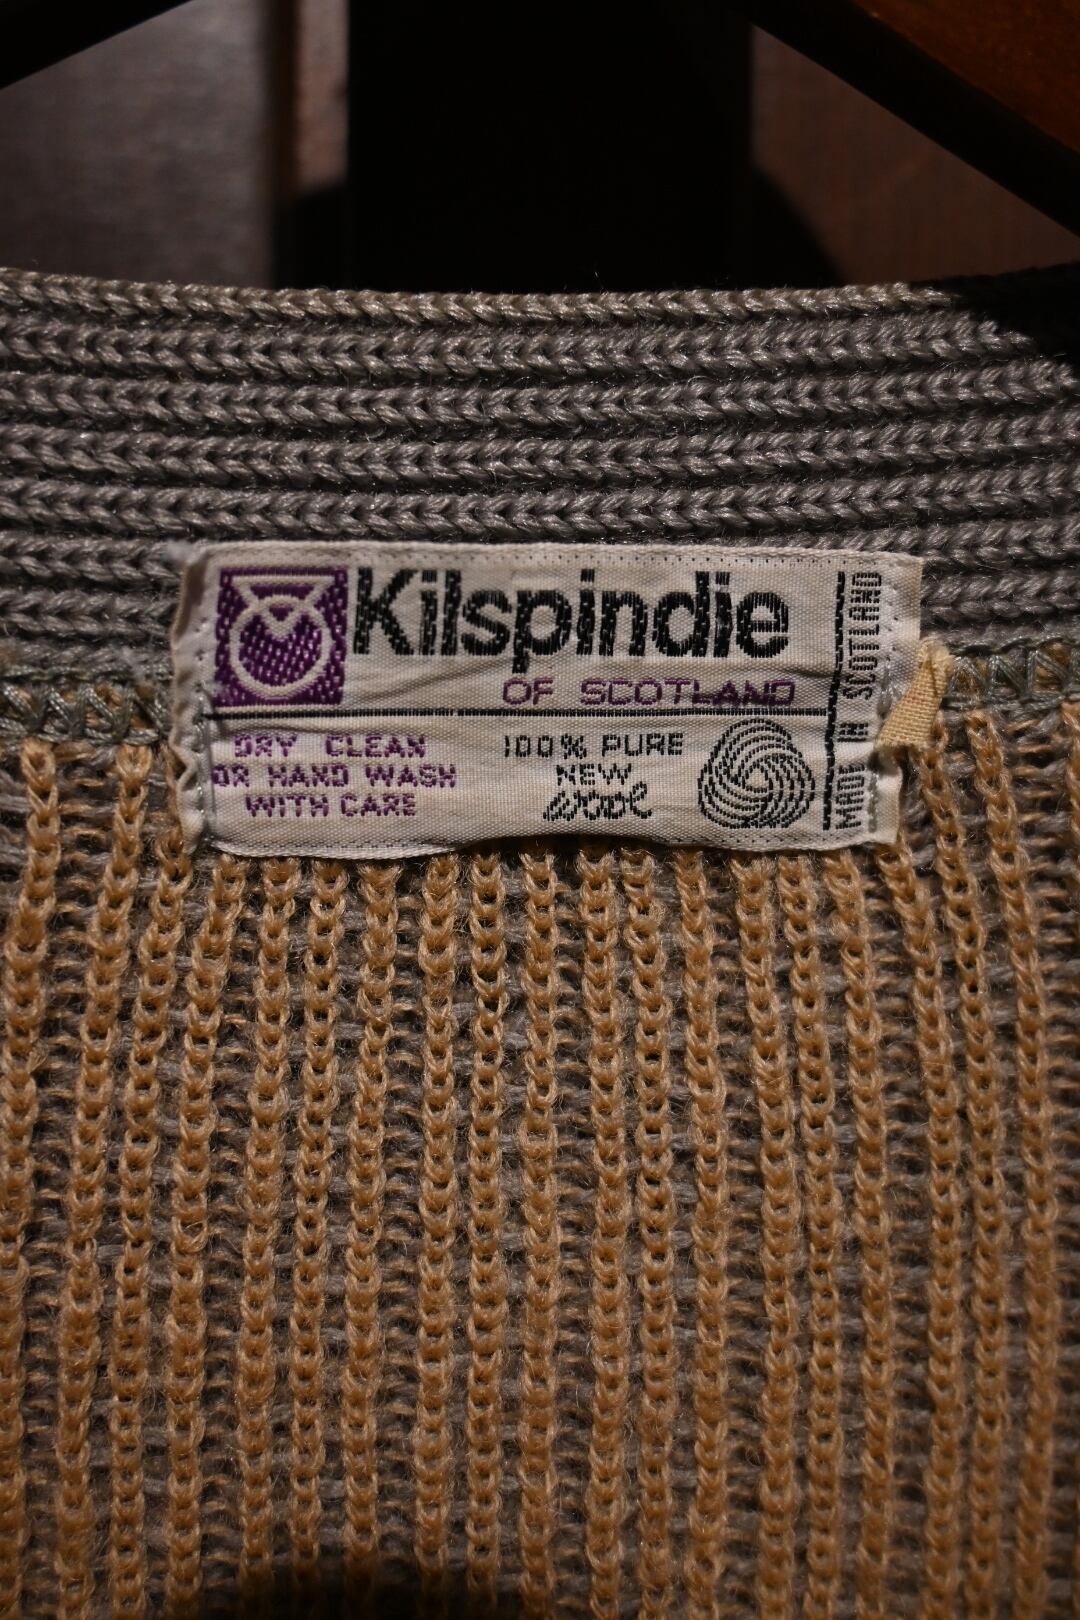 Kilspindie
OF SCOTLAND
DRY CLEAN
OR HAND WASH
WITH CARE
100% PURE
NEW
Wool
MADE IN SCOTLAND